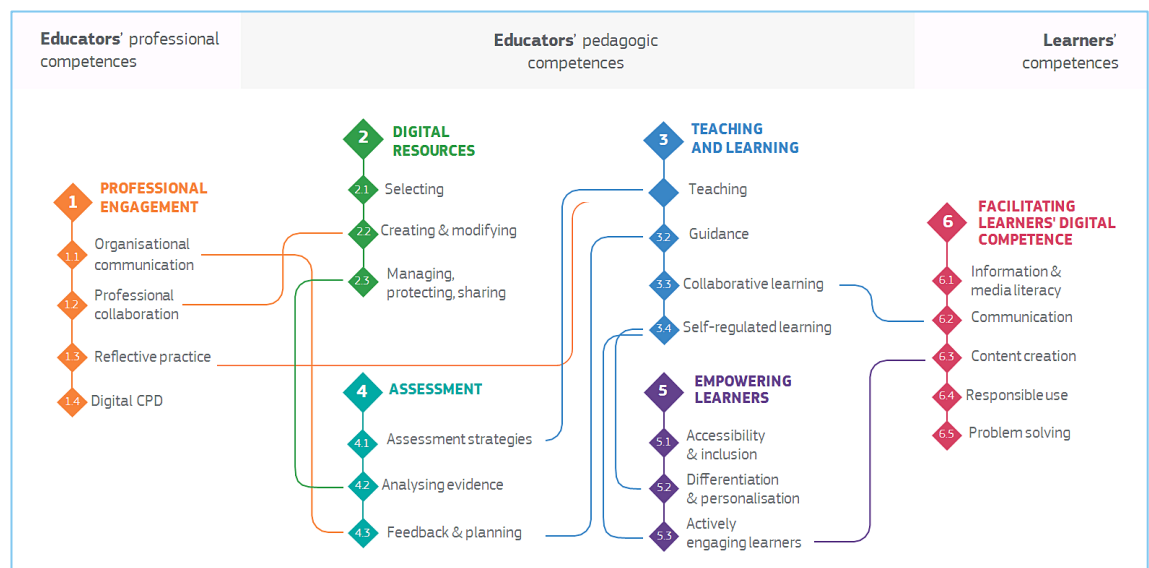 Educators' professional
competences
Educators' pedagogic
competences
Learners'
competences
1
PROFESSIONAL
ENGAGEMENT
1.1
Organisational
communication
1.2
Professional
collaboration
1.3
Reflective practice
1.4
Digital CPD
2
DIGITAL
RESOURCES
2.1
Selecting
2.2
Creating & modifying
2.3
Managing,
protecting, sharing
4
ASSESSMENT
4.1
Assessment strategies
4.2
Analysing evidence
4.3
Feedback & planning
3
TEACHING
AND LEARNING
Teaching
3.2
Guidance
3.3
Collaborative learning
3.4
Self-regulated learning
5
EMPOWERING
LEARNERS
5.1
Accessibility
& inclusion
5.2
Differentiation
& personalisation
5.3
Actively
engaging learners
6
FACILITATING
LEARNERS' DIGITAL
COMPETENCE
6.1
Information &
media literacy
6.2
Communication
6.3
Content creation
6.4
Responsible use
6.5
Problem solving